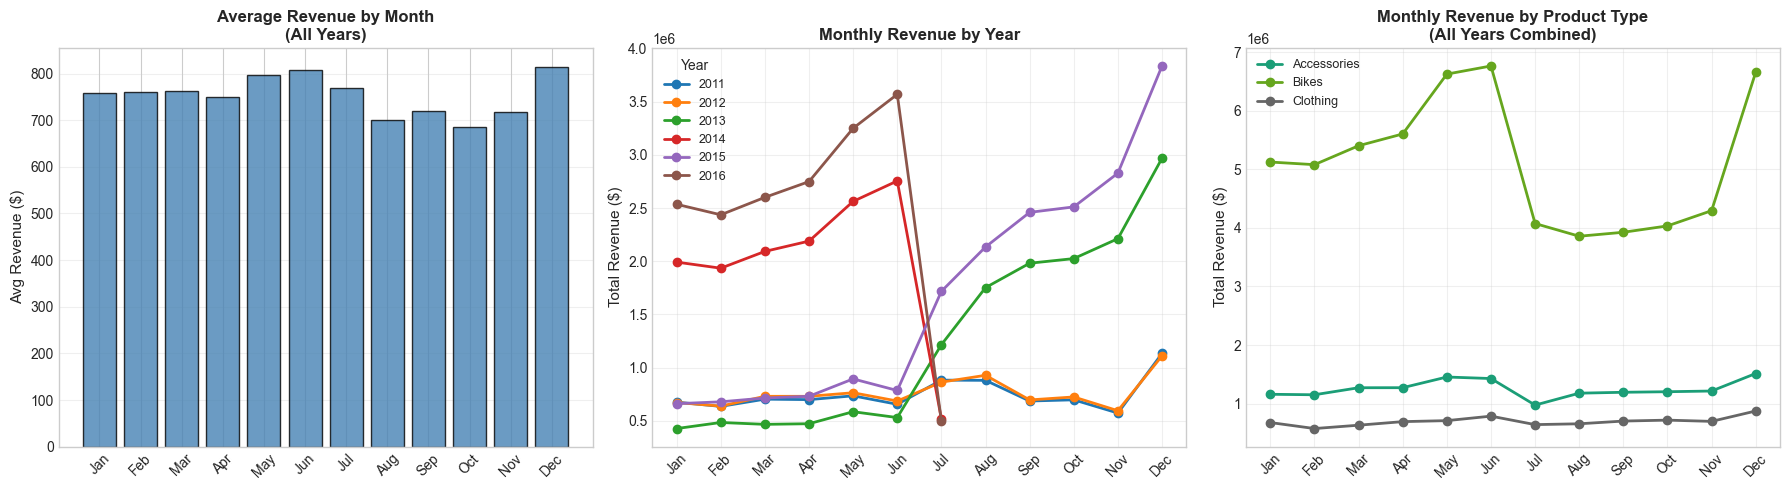 Average Revenue by Month
(All Years)
Avg Revenue ($)
800
700
600
500
400
300
200
100
0
Jan
Feb
Mar
Apr
May
Jun
Jul
Aug
Sep
Oct
Nov
Dec
Monthly Revenue by Year
1e6
Total Revenue ($)
4.0
3.5
3.0
2.5
2.0
1.5
1.0
0.5
Year
2011
2012
2013
2014
2015
2016
Jan
Feb
Mar
Apr
May
Jun
Jul
Aug
Sep
Oct
Nov
Dec
Monthly Revenue by Product Type
(All Years Combined)
1e6
Total Revenue ($)
7
6
5
4
3
2
1
Accessories
Bikes
Clothing
Jan
Feb
Mar
Apr
May
Jun
Jul
Aug
Sep
Oct
Nov
Dec